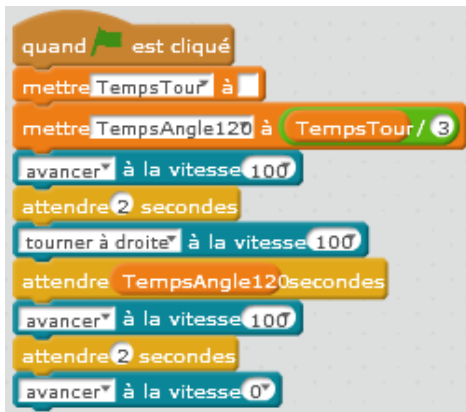 quand est cliqué
mettre TempsTour à
mettre TempsAngle120 à TempsTour / 3
avancer à la vitesse 100
attendre 2 secondes
tourner à droite à la vitesse 100
attendre TempsAngle120 secondes
avancer à la vitesse 100
attendre 2 secondes
avancer à la vitesse 0